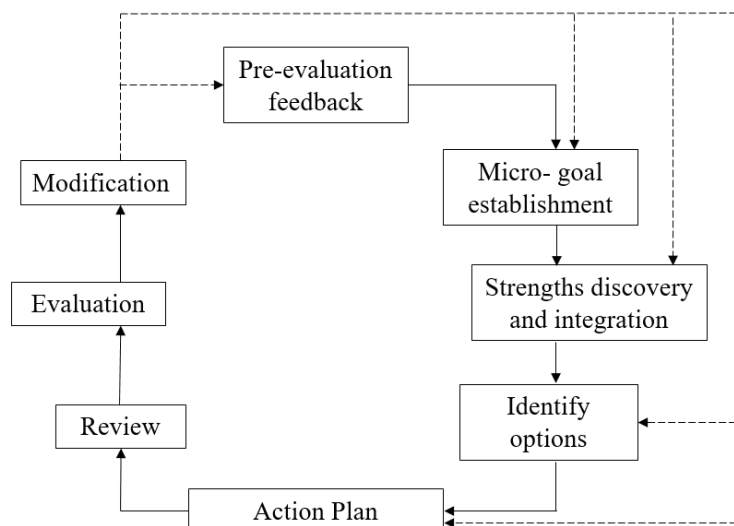 Pre-evaluation
feedback
Micro- goal
establishment
Strengths discovery
and integration
Identify
options
Action Plan
Review
Evaluation
Modification